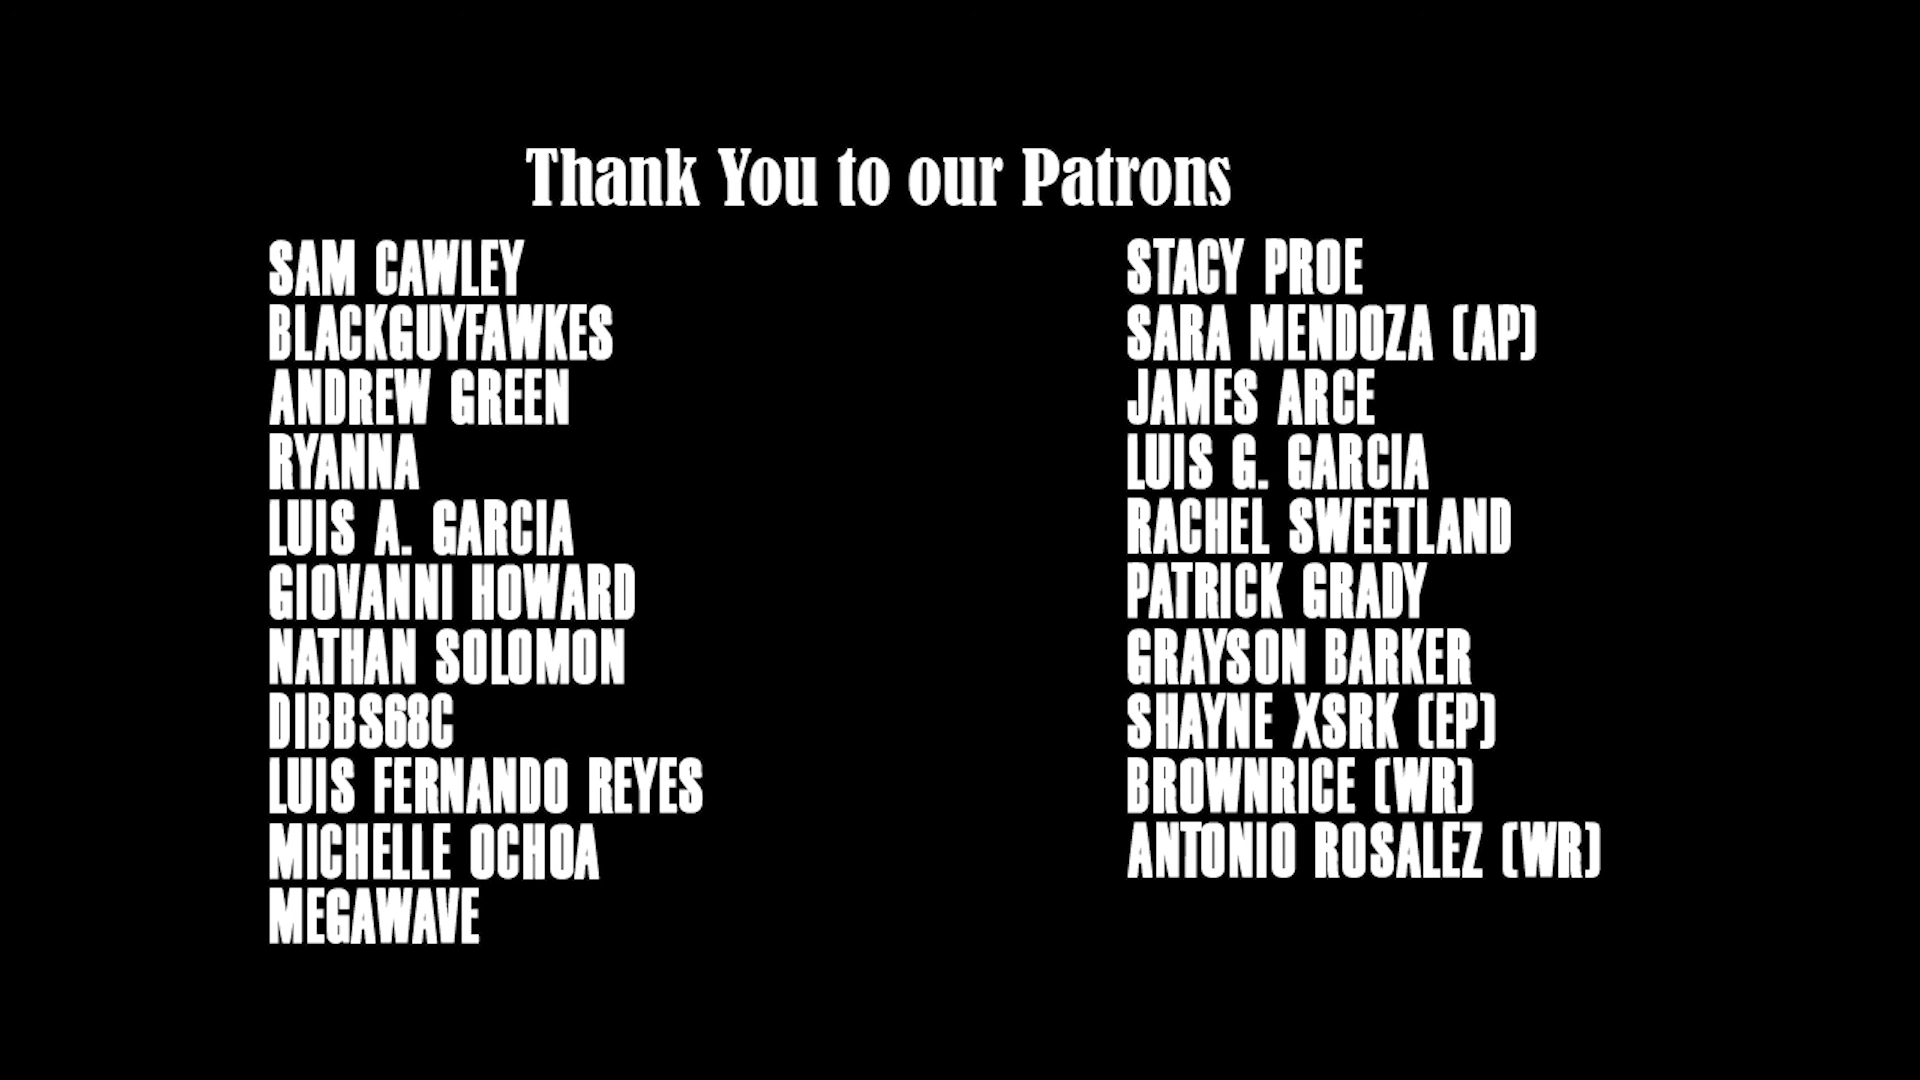 Thank You to our Patrons
SAM CAWLEY
BLACKGUYFAWKES
ANDREW GREEN
RYANNA
LUIS A. GARCIA
GIOVANNI HOWARD
NATHAN SOLOMON
DIBBS68C
LUIS FERNANDO REYES
MICHELLE OCHOA
MEGAWAVE
STACY PROE
SARA MENDOZA (AP)
JAMES ARCE
LUIS G. GARCIA
RACHEL SWEETLAND
PATRICK GRADY
GRAYSON BARKER
SHAYNE XSRK (EP)
BROWNRICE (WR)
ANTONIO ROSALEZ (WR)